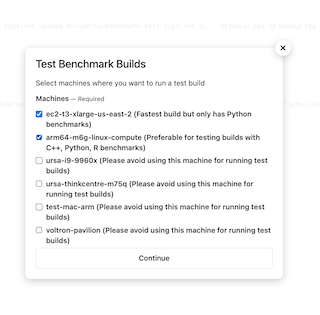 Test Benchmark Builds
Select machines where you want to run a test build
Machines — Required
ec2-t3-xlarge-us-east-2 (Fastest build but only has Python
benchmarks)
arm64-m6g-linux-compute (Preferable for testing builds with
C++, Python, R benchmarks)
ursa-i9-9960x (Please avoid using this machine for running test
builds)
ursa-thinkcentre-m75q (Please avoid using this machine for
running test builds)
test-mac-arm (Please avoid using this machine for running test
builds)
voltron-pavilion (Please avoid using this machine for running test
builds)
Continue